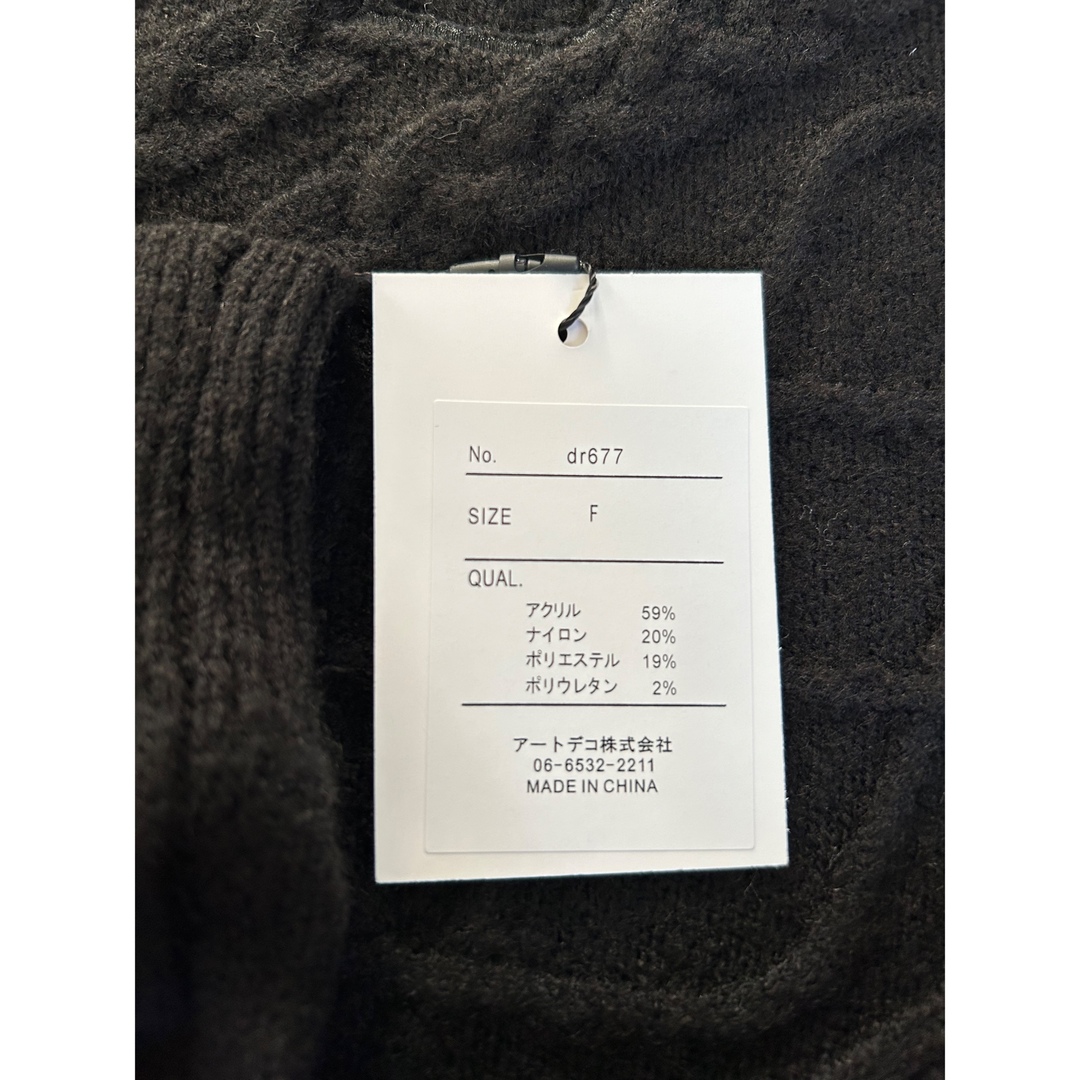 No. dr677
SIZE F
QUAL.
アクリル 59%
ナイロン 20%
ポリエステル 19%
ポリウレタン 2%
アートデコ株式会社
06-6532-2211
MADE IN CHINA